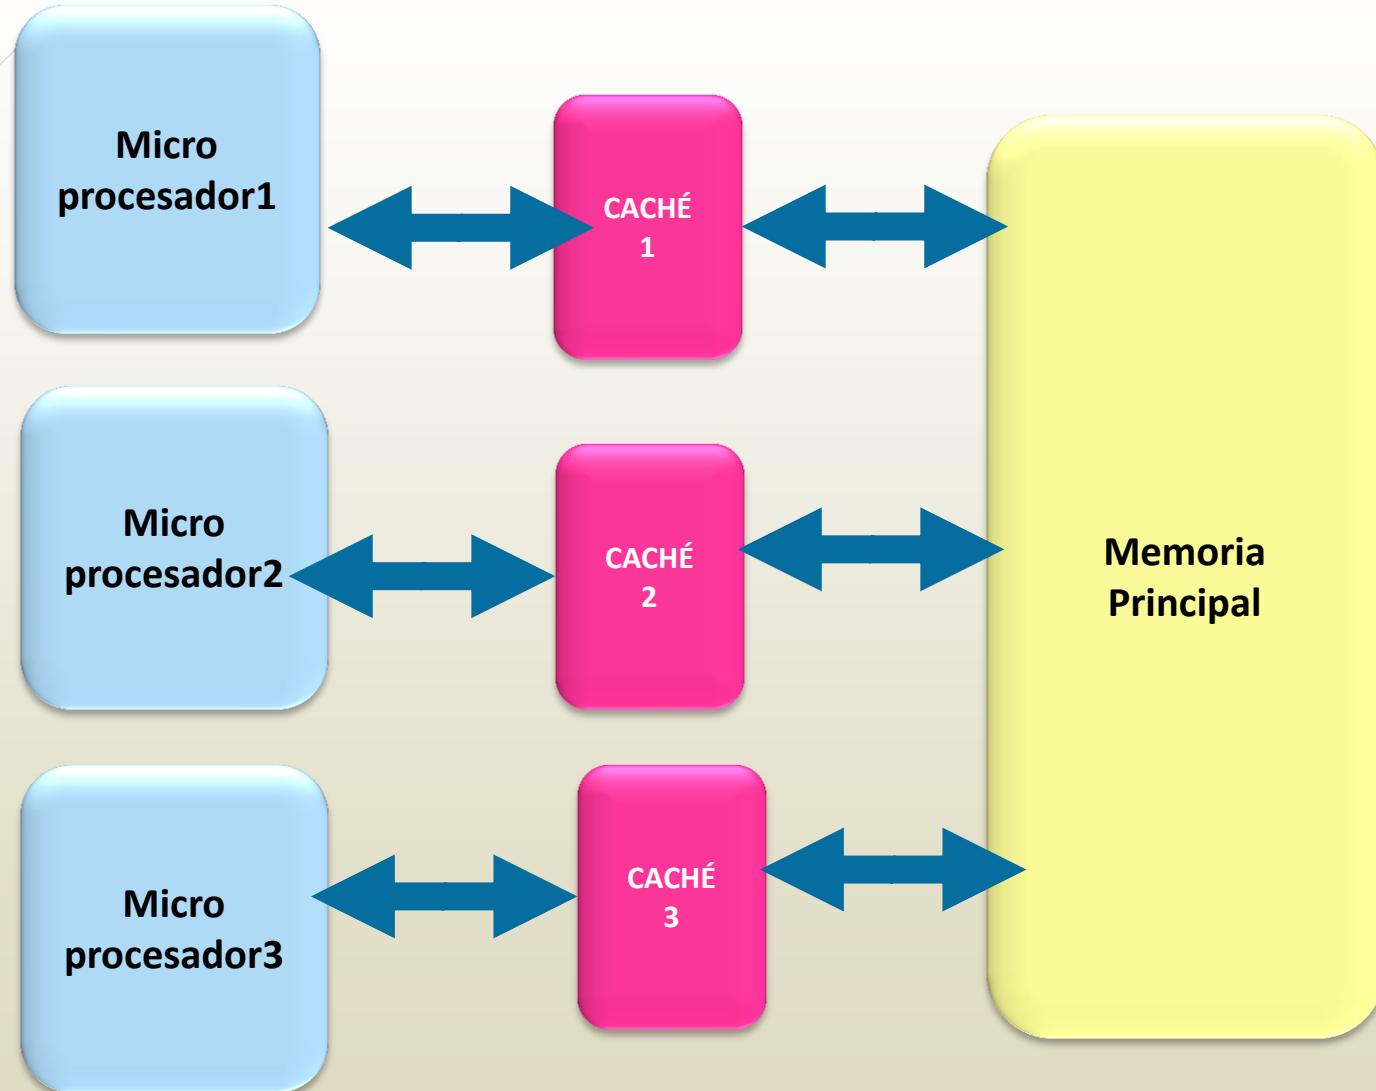 Micro
procesador1
CACHÉ
1
Micro
procesador2
CACHÉ
2
Memoria
Principal
Micro
procesador3
CACHÉ
3